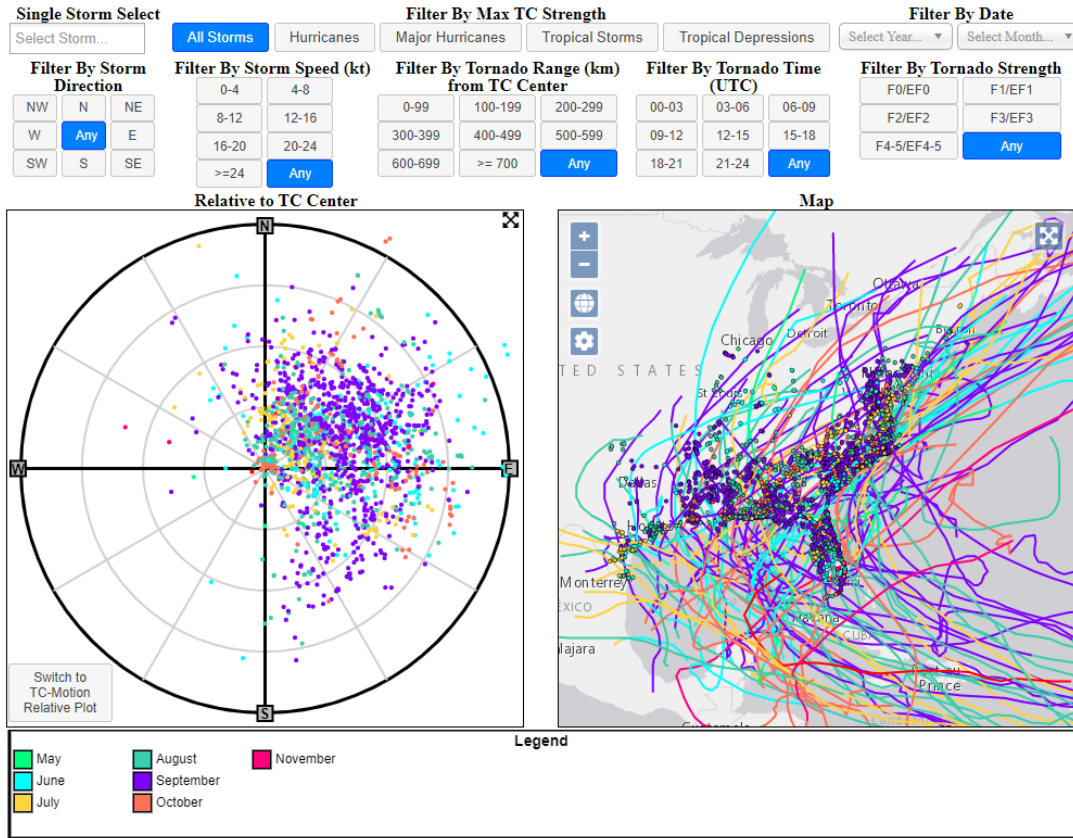 Single Storm Select
Filter By Max TC Strength
Filter By Date
Select Storm...
All Storms
Hurricanes
Major Hurricanes
Tropical Storms
Tropical Depressions
Select Year...
Select Month...
Filter By Storm
Direction
NW N NE
W Any E
SW S SE
Filter By Storm Speed (kt)
0-4 4-8
8-12 12-16
16-20 20-24
>=24 Any
Filter By Tornado Range (km)
from TC Center
0-99 100-199 200-299
300-399 400-499 500-599
600-699 >= 700 Any
Filter By Tornado Time
(UTC)
00-03 03-06 06-09
09-12 12-15 15-18
18-21 21-24 Any
Filter By Tornado Strength
F0/EF0 F1/EF1
F2/EF2 F3/EF3
F4-5/EF4-5 Any
Relative to TC Center
N
W
E
S
Switch to
TC-Motion
Relative Plot
Map
+
−
Ottawa
Toronto
Boston
Detroit
Chicago
TED STATES
St Louis
Dallas
Monterrey
Havana
CUBA
Prince
Legend
May
June
July
August
September
October
November